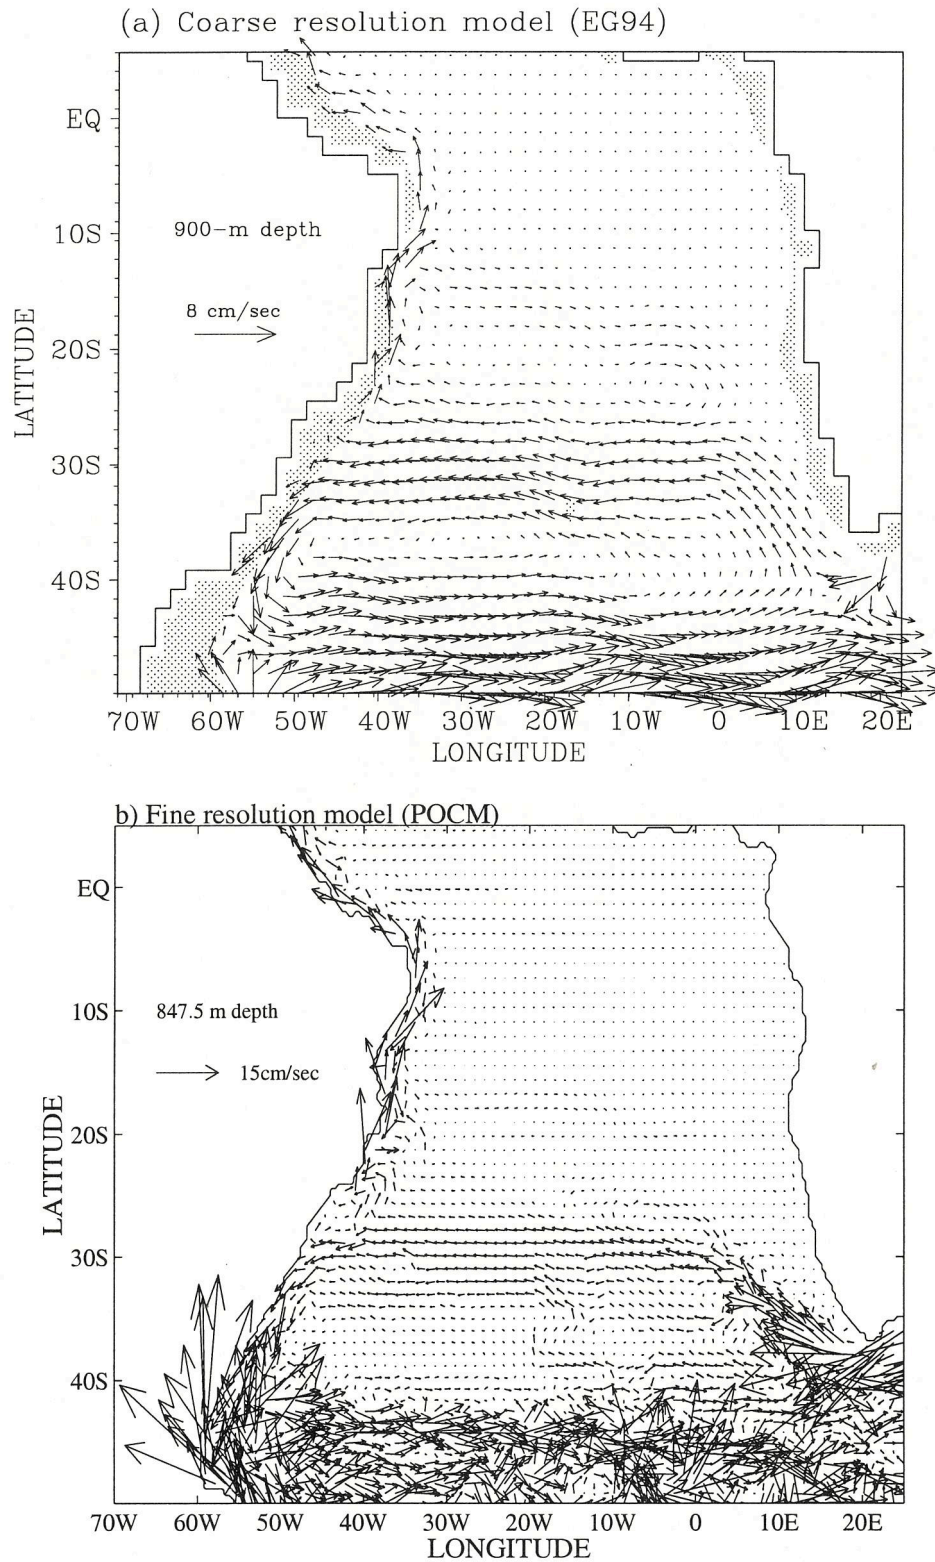 (a) Coarse resolution model (EG94)
EQ
10S
20S
30S
40S
LATITUDE
900-m depth
8 cm/sec
70W 60W 50W 40W 30W 20W 10W 0 10E 20E
LONGITUDE
b) Fine resolution model (POCM)
EQ
10S
20S
30S
40S
LATITUDE
847.5 m depth
15cm/sec
70W 60W 50W 40W 30W 20W 10W 0 10E 20E
LONGITUDE